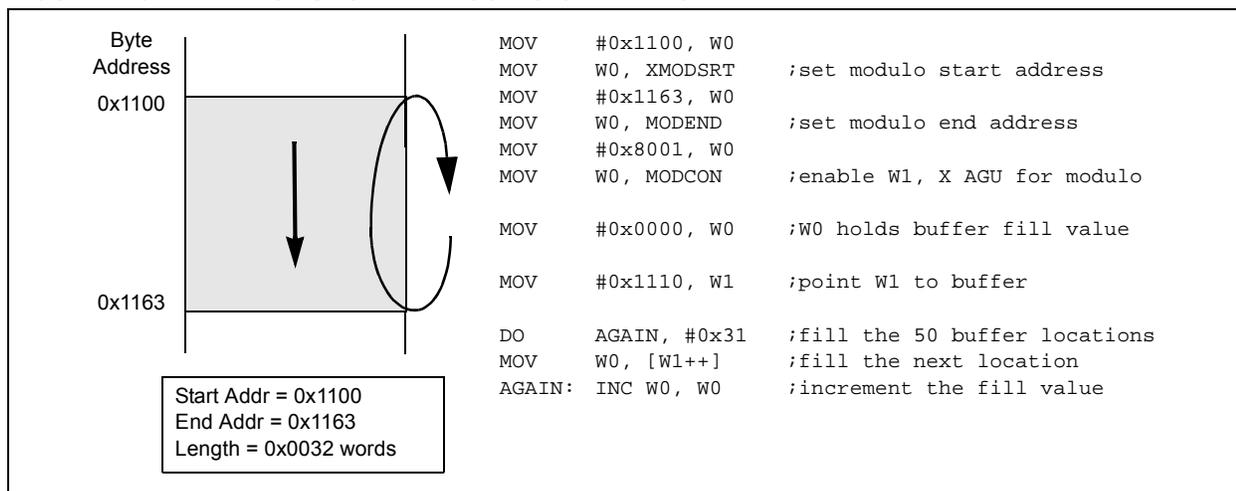 Byte
Address
0x1100
0x1163
Start Addr = 0x1100
End Addr = 0x1163
Length = 0x0032 words
MOV #0x1100, W0
MOV W0, XMODSRT ;set modulo start address
MOV #0x1163, W0
MOV W0, MODEND ;set modulo end address
MOV #0x8001, W0
MOV W0, MODCON ;enable W1, X AGU for modulo
MOV #0x0000, W0 ;W0 holds buffer fill value
MOV #0x1110, W1 ;point W1 to buffer
DO AGAIN, #0x31 ;fill the 50 buffer locations
MOV W0, [W1++] ;fill the next location
AGAIN: INC W0, W0 ;increment the fill value